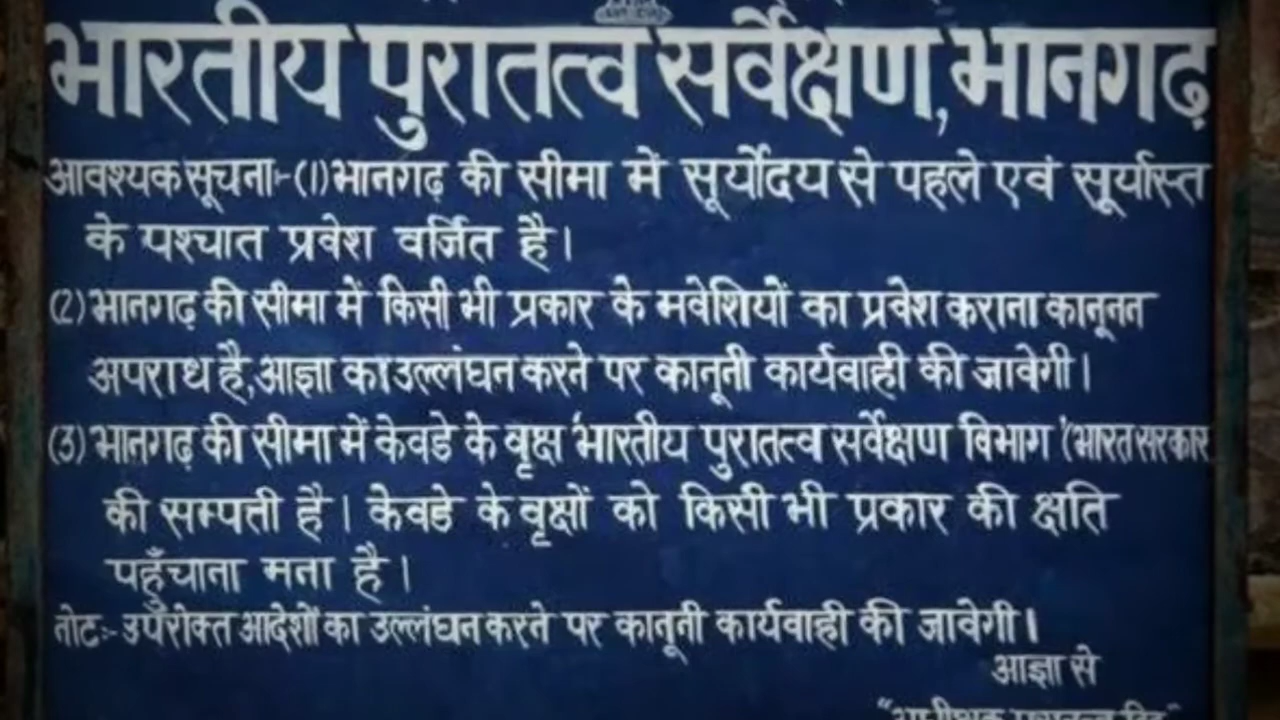 भारतीय पुरातत्व सर्वेक्षण, भानगढ़
आवश्यक सूचना:-(1) भानगढ़ की सीमा में सूर्योदय से पहले एवं सूर्यास्त
के पश्चात प्रवेश वर्जित है।
(2) भानगढ़ की सीमा में किसी भी प्रकार के मवेशियों का प्रवेश कराना कानूनन
अपराध है, आज्ञा का उल्लंघन करने पर कानूनी कार्यवाही की जावेगी।
(3) भानगढ़ की सीमा में केवडे के वृक्ष 'भारतीय पुरातत्व सर्वेक्षण विभाग '(भारत सरकार
की सम्पती है। केवडे के वृक्षों को किसी भी प्रकार की क्षति
पहुँचाना मना है।
नोट:- उपरोक्त आदेशों का उल्लंघन करने पर कानूनी कार्यवाही की जावेगी।
आज्ञा से